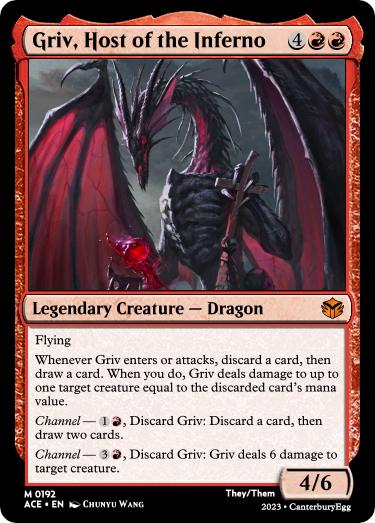 Griv, Host of the Inferno 4RR
Legendary Creature — Dragon
Flying
Whenever Griv enters or attacks, discard a card, then
draw a card. When you do, Griv deals damage to up to
one target creature equal to the discarded card's mana
value.
Channel — 1R, Discard Griv: Discard a card, then
draw two cards.
Channel — 3R, Discard Griv: Griv deals 6 damage to
target creature.
4/6
M 0192
They/Them
ACE • EN Chunyu Wang
2023 • CanterburyEgg